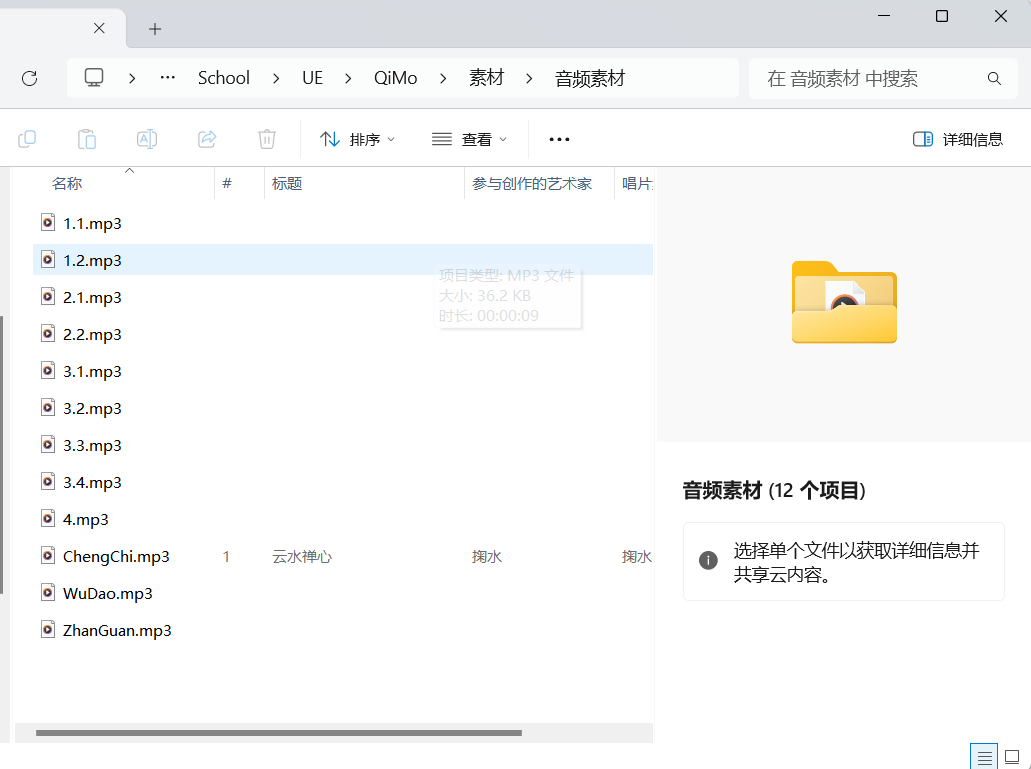 School
UE
QiMo
素材
音频素材
在 音频素材 中搜索
排序
查看
详细信息
名称
#
标题
参与创作的艺术家
唱片
1.1.mp3
1.2.mp3
项目类型: MP3 文件
大小: 36.2 KB
时长: 00:00:09
2.1.mp3
2.2.mp3
3.1.mp3
3.2.mp3
3.3.mp3
3.4.mp3
4.mp3
ChengChi.mp3
1
云水禅心
掬水
掬水
WuDao.mp3
ZhanGuan.mp3
音频素材 (12 个项目)
选择单个文件以获取详细信息并
共享云内容。